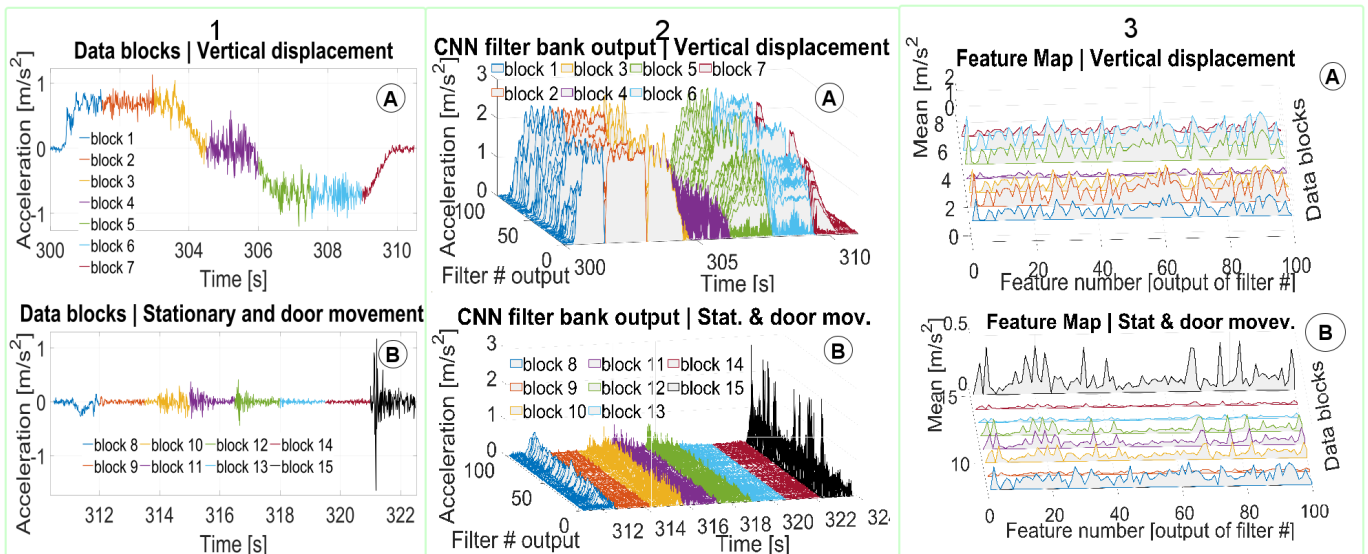 1
Data blocks | Vertical displacement
A
Acceleration [m/s²]
1
0
-1
block 1
block 2
block 3
block 4
block 5
block 6
block 7
300 302 304 306 308 310
Time [s]
Data blocks | Stationary and door movement
B
Acceleration [m/s²]
1
0
-1
block 8 block 10 block 12 block 14
block 9 block 11 block 13 block 15
312 314 316 318 320 322
Time [s]
2
CNN filter bank output | Vertical displacement
block 1 block 3 block 5 block 7
block 2 block 4 block 6
A
Acceleration [m/s²]
3
2
1
0
100
50
0
Filter # output
300 305 310
Time [s]
CNN filter bank output | Stat. & door mov.
block 8 block 11 block 14
block 9 block 12 block 15
block 10 block 13
B
Acceleration [m/s²]
3
2
1
0
100
50
0
Filter # output
312 314 316 318 320 322 324
Time [s]
3
Feature Map | Vertical displacement
A
Mean [m/s²]
2
1
0
8
6
4
2
0
Data blocks
0 20 40 60 80 100
Feature number [output of filter #]
Feature Map | Stat & door movev.
B
Mean [m/s²]
0.5
0
15
10
Data blocks
0 20 40 60 80 100
Feature number [output of filter #]